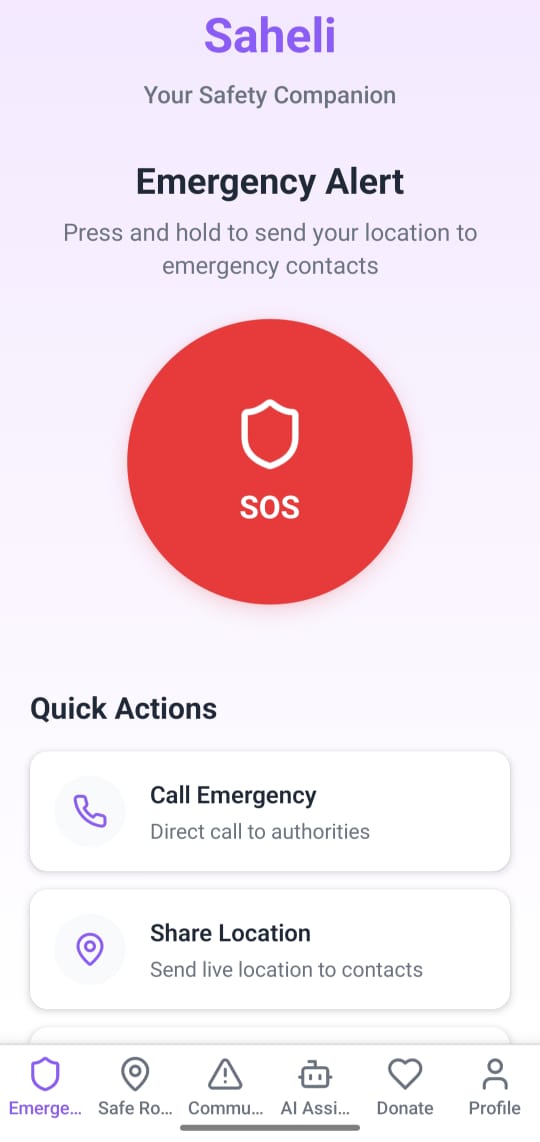 Saheli
Your Safety Companion
Emergency Alert
Press and hold to send your location to
emergency contacts
SOS
Quick Actions
Call Emergency
Direct call to authorities
Share Location
Send live location to contacts
Emerge... Safe Ro... Commu... AI Assi... Donate Profile